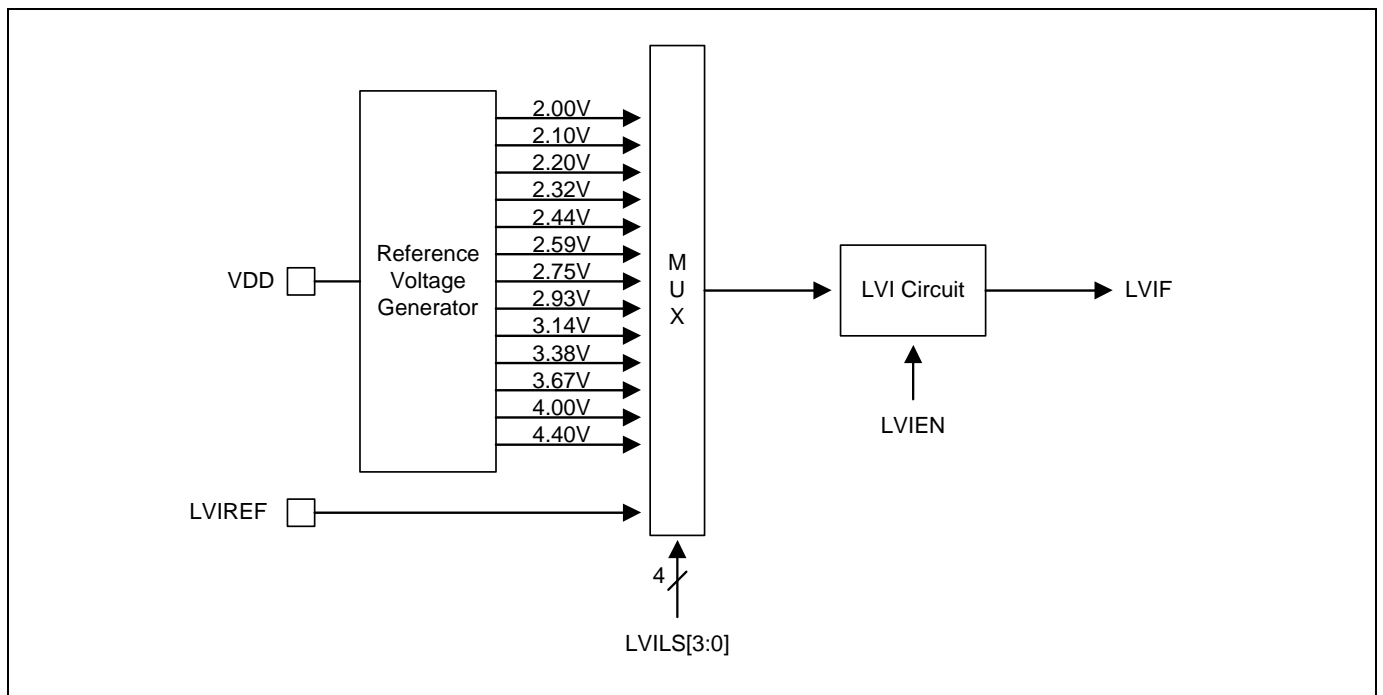 2.00V
2.10V
2.20V
2.32V
2.44V
2.59V
2.75V
2.93V
3.14V
3.38V
3.67V
4.00V
4.40V
VDD
Reference
Voltage
Generator
M
U
X
LVI Circuit
LVIF
LVIEN
LVIREF
4
LVILS[3:0]